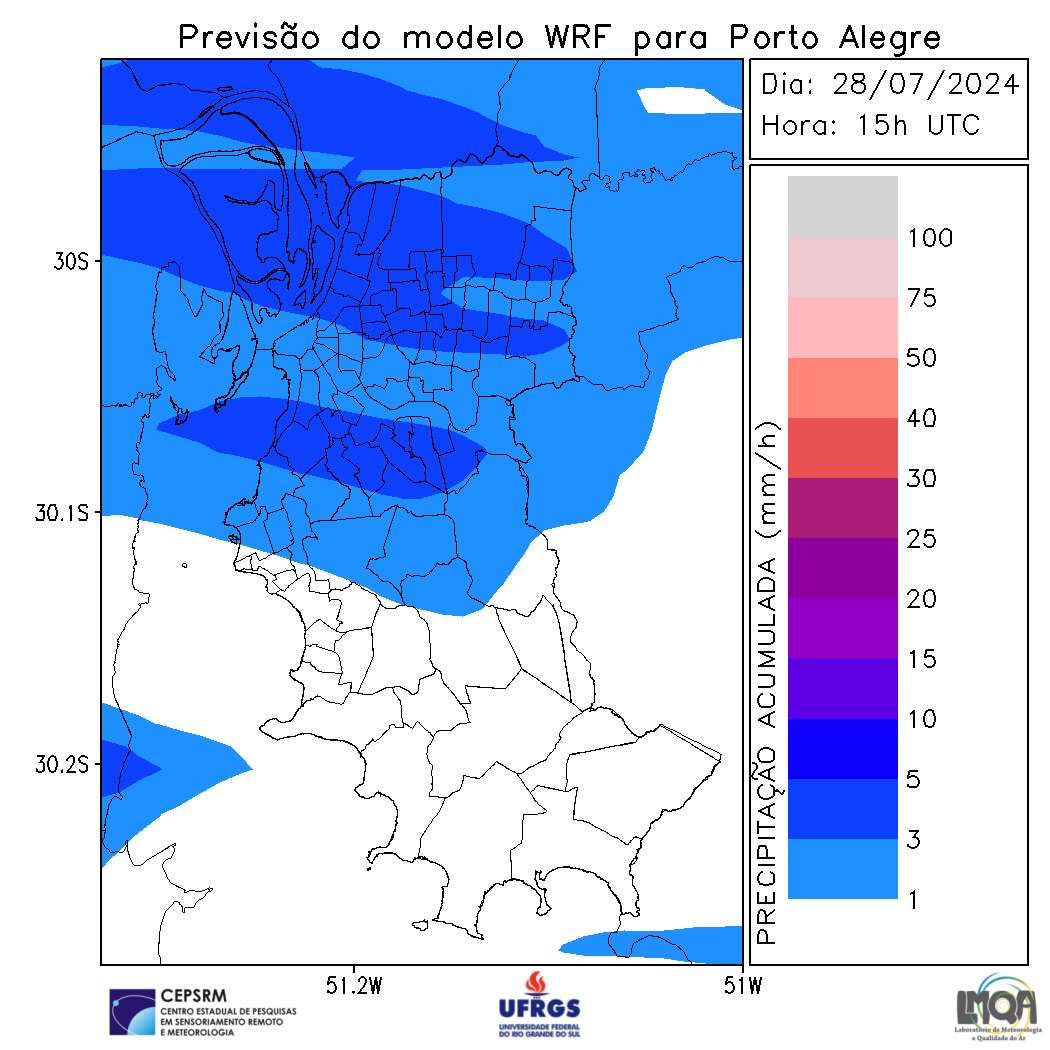 Previsão do modelo WRF para Porto Alegre
Dia: 28/07/2024
Hora: 15h UTC
100
75
50
40
30
25
20
15
10
5
3
1
PRECIPITAÇÃO ACUMULADA (mm/h)
30S
30.1S
30.2S
51.2W
51W
CEPSRM
CENTRO ESTADUAL DE PESQUISAS
EM SENSORIAMENTO REMOTO
E METEOROLOGIA
UFRGS
UNIVERSIDADE FEDERAL
DO RIO GRANDE DO SUL
LMQA
Laboratório de Meteorologia
e Qualidade do Ar